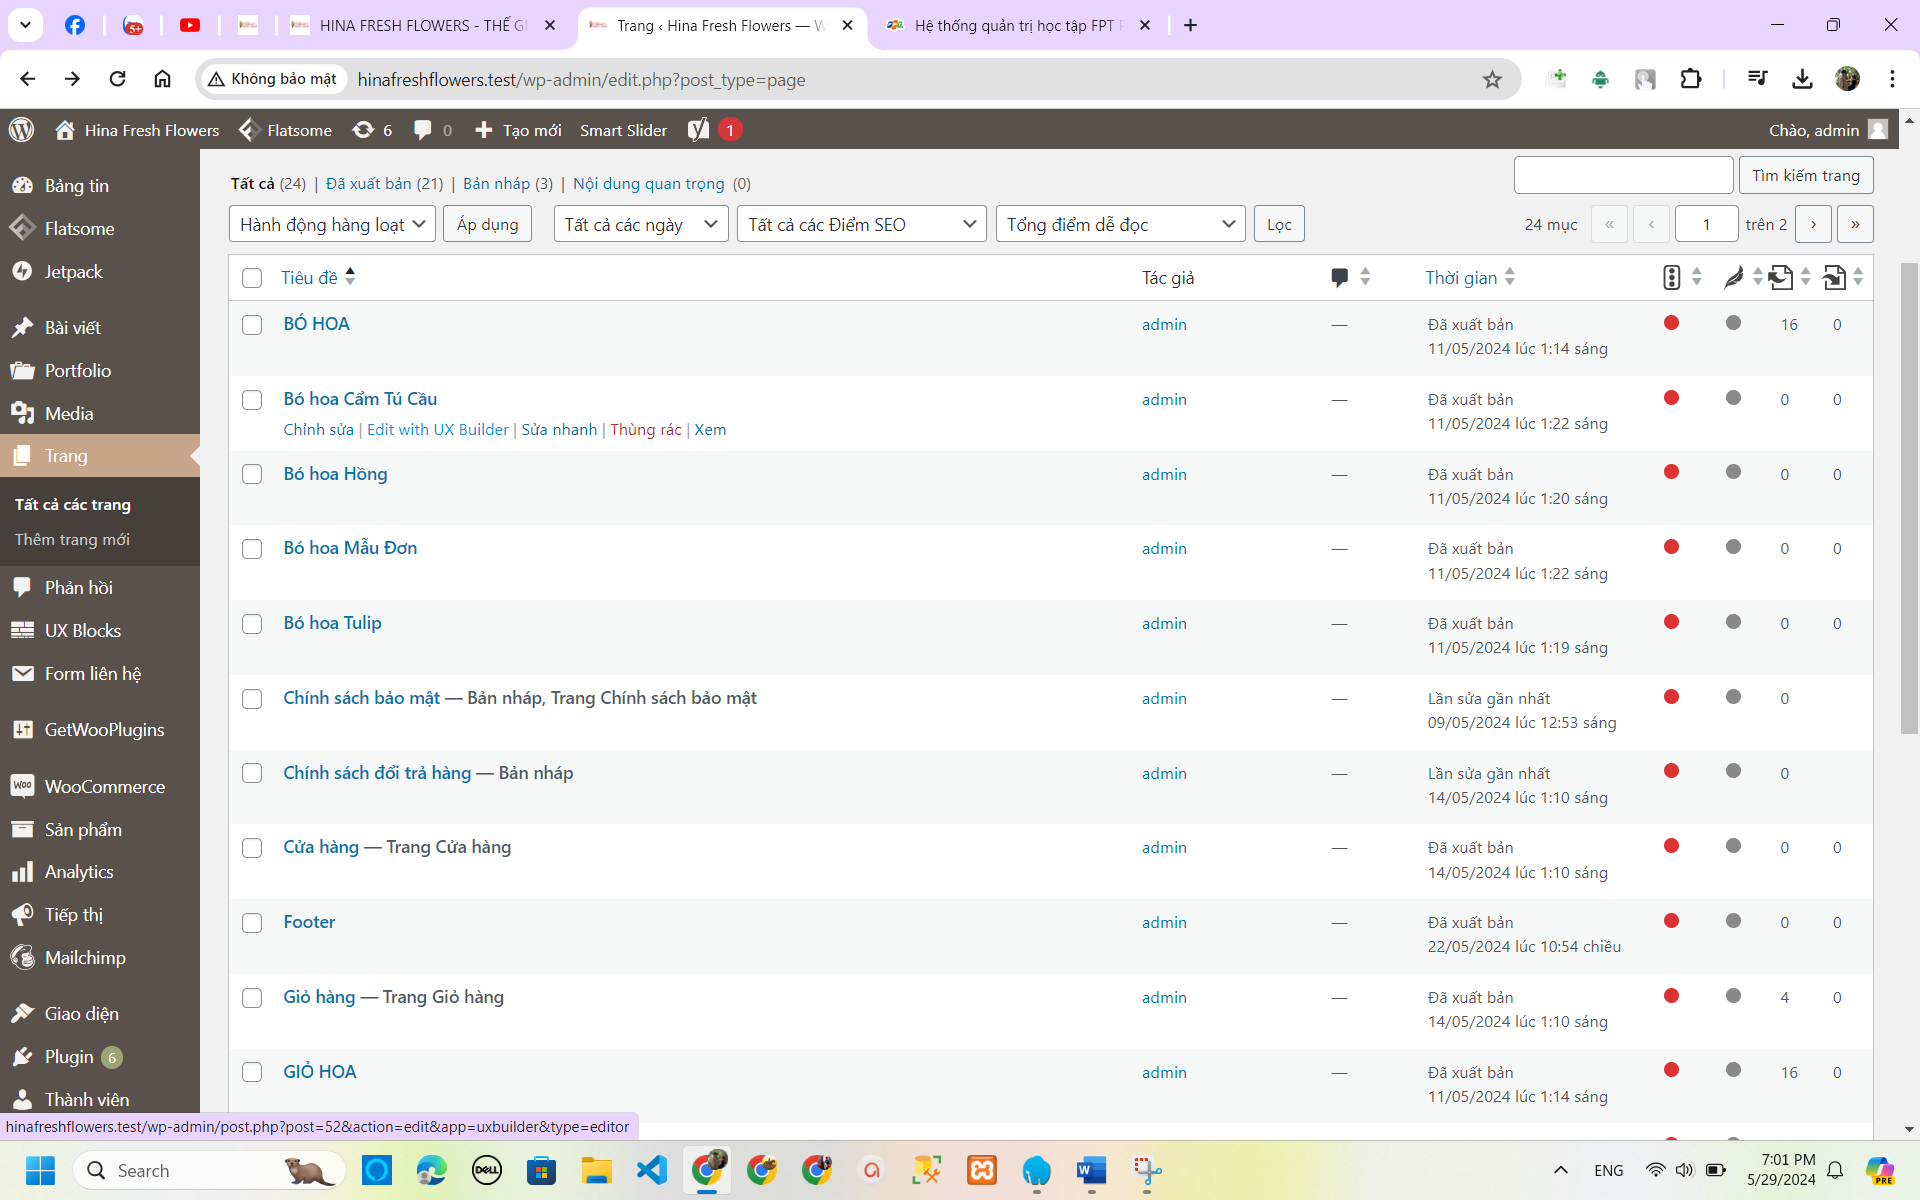 HINA FRESH FLOWERS - THẾ G
Trang ‹ Hina Fresh Flowers — W
Hệ thống quản trị học tập FPT
Không bảo mật
hinafreshflowers.test/wp-admin/edit.php?post_type=page
Hina Fresh Flowers
Flatsome
6
0
Tạo mới
Smart Slider
1
Chào, admin
Bảng tin
Flatsome
Jetpack
Bài viết
Portfolio
Media
Trang
Tất cả các trang
Thêm trang mới
Phản hồi
UX Blocks
Form liên hệ
GetWooPlugins
WooCommerce
Sản phẩm
Analytics
Tiếp thị
Mailchimp
Giao diện
Plugin 6
Thành viên
Tất cả (24) | Đã xuất bản (21) | Bản nháp (3) | Nội dung quan trọng (0)
Tìm kiếm trang
Hành động hàng loạt
Áp dụng
Tất cả các ngày
Tất cả các Điểm SEO
Tổng điểm dễ đọc
Lọc
24 mục « ‹ 1 trên 2 › »
Tiêu đề Tác giả Thời gian
BÓ HOA admin — Đã xuất bản 16 0
11/05/2024 lúc 1:14 sáng
Bó hoa Cẩm Tú Cầu admin — Đã xuất bản 0 0
11/05/2024 lúc 1:22 sáng
Chỉnh sửa | Edit with UX Builder | Sửa nhanh | Thùng rác | Xem
Bó hoa Hồng admin — Đã xuất bản 0 0
11/05/2024 lúc 1:20 sáng
Bó hoa Mẫu Đơn admin — Đã xuất bản 0 0
11/05/2024 lúc 1:22 sáng
Bó hoa Tulip admin — Đã xuất bản 0 0
11/05/2024 lúc 1:19 sáng
Chính sách bảo mật — Bản nháp, Trang Chính sách bảo mật admin — Lần sửa gần nhất 0
09/05/2024 lúc 12:53 sáng
Chính sách đổi trả hàng — Bản nháp admin — Lần sửa gần nhất 0
14/05/2024 lúc 1:10 sáng
Cửa hàng — Trang Cửa hàng admin — Đã xuất bản 0 0
14/05/2024 lúc 1:10 sáng
Footer admin — Đã xuất bản 0 0
22/05/2024 lúc 10:54 chiều
Giỏ hàng — Trang Giỏ hàng admin — Đã xuất bản 4 0
14/05/2024 lúc 1:10 sáng
GIỎ HOA admin — Đã xuất bản 16 0
11/05/2024 lúc 1:14 sáng
hinafreshflowers.test/wp-admin/post.php?post=52&action=edit&app=uxbuilder&type=editor
Search
ENG
7:01 PM
5/29/2024